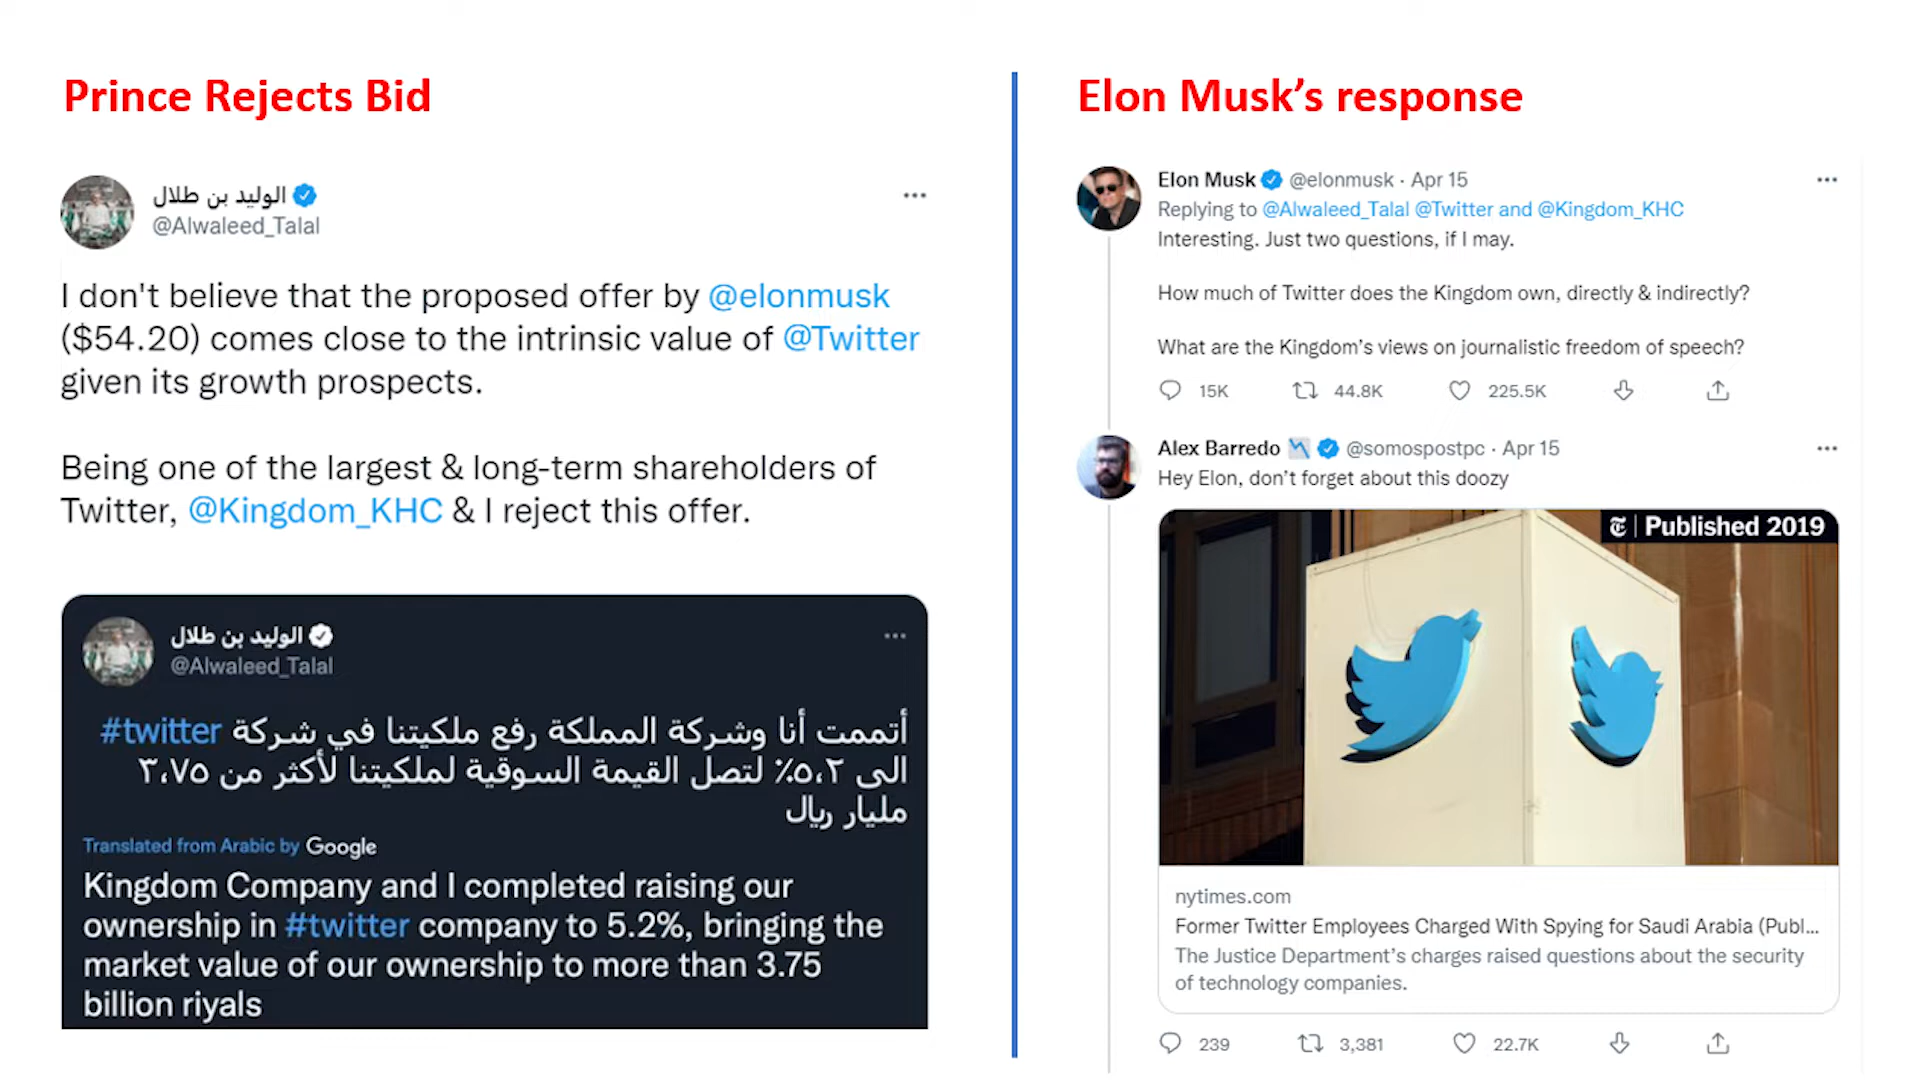 Prince Rejects Bid
الوليد بن طلال
@Alwaleed_Talal
I don't believe that the proposed offer by @elonmusk
($54.20) comes close to the intrinsic value of @Twitter
given its growth prospects.
Being one of the largest & long-term shareholders of
Twitter, @Kingdom_KHC & I reject this offer.
الوليد بن طلال
@Alwaleed_Talal
أتممت أنا وشركة المملكة رفع ملكيتنا في شركة #twitter
الى ٥،٢٪ لتصل القيمة السوقية لملكيتنا لأكثر من ٣،٧٥
مليار ريال
Translated from Arabic by Google
Kingdom Company and I completed raising our
ownership in #twitter company to 5.2%, bringing the
market value of our ownership to more than 3.75
billion riyals
Elon Musk’s response
Elon Musk @elonmusk · Apr 15
Replying to @Alwaleed_Talal @Twitter and @Kingdom_KHC
Interesting. Just two questions, if I may.
How much of Twitter does the Kingdom own, directly & indirectly?
What are the Kingdom’s views on journalistic freedom of speech?
15K 44.8K 225.5K
Alex Barredo @somospostpc · Apr 15
Hey Elon, don’t forget about this doozy
T | Published 2019
nytimes.com
Former Twitter Employees Charged With Spying for Saudi Arabia (Publ...
The Justice Department’s charges raised questions about the security
of technology companies.
239 3,381 22.7K